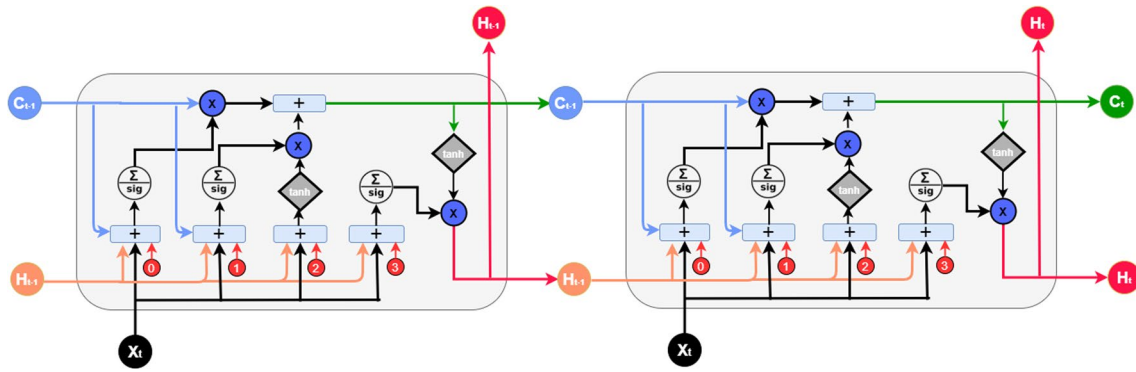 Ht-1
Ht
Ct-1
X
+
Ct-1
X
+
Ct
X
tanh
X
tanh
Σ
sig
Σ
sig
tanh
Σ
sig
X
Σ
sig
Σ
sig
tanh
Σ
sig
X
+
+
+
+
+
+
+
+
0
1
2
3
0
1
2
3
Ht-1
Ht-1
Ht
Xt
Xt